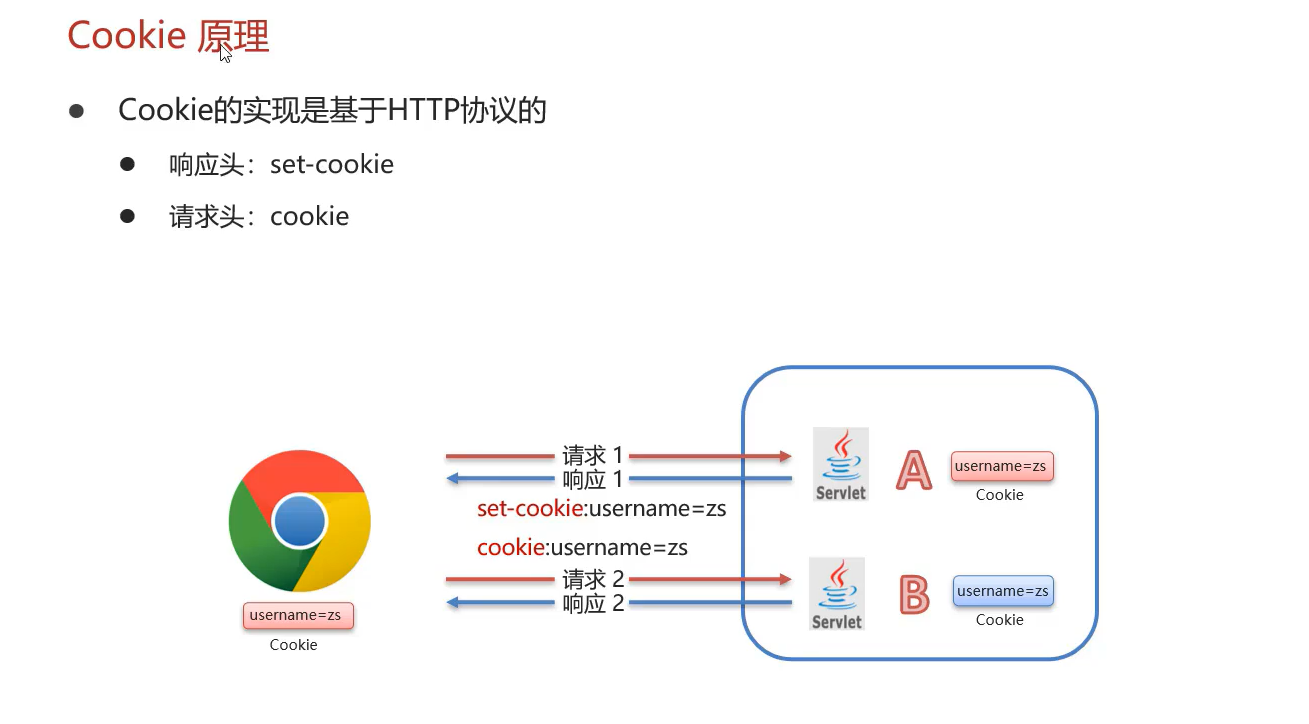 Cookie 原理
Cookie的实现是基于HTTP协议的
响应头：set-cookie
请求头：cookie
请求 1
响应 1
set-cookie:username=zs
cookie:username=zs
请求 2
响应 2
username=zs
Cookie
Servlet
A
username=zs
Cookie
Servlet
B
username=zs
Cookie